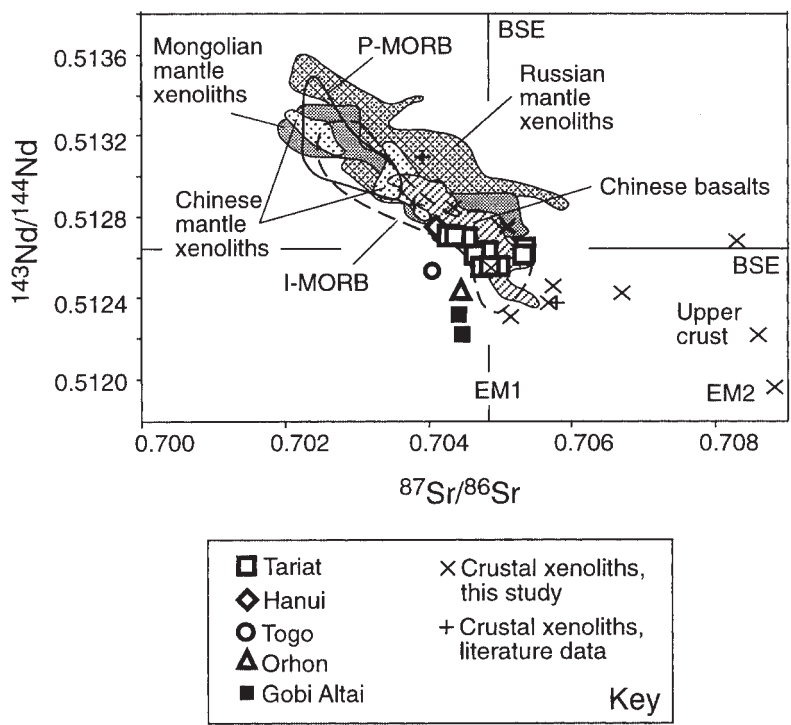 BSE
P-MORB
Mongolian
mantle
xenoliths
Russian
mantle
xenoliths
Chinese basalts
Chinese
mantle
xenoliths
I-MORB
BSE
Upper
crust
EM1
EM2
143Nd/144Nd
0.5136
0.5132
0.5128
0.5124
0.5120
0.700
0.702
0.704
0.706
0.708
87Sr/86Sr
Tariat
Hanui
Togo
Orhon
Gobi Altai
Crustal xenoliths,
this study
Crustal xenoliths,
literature data
Key